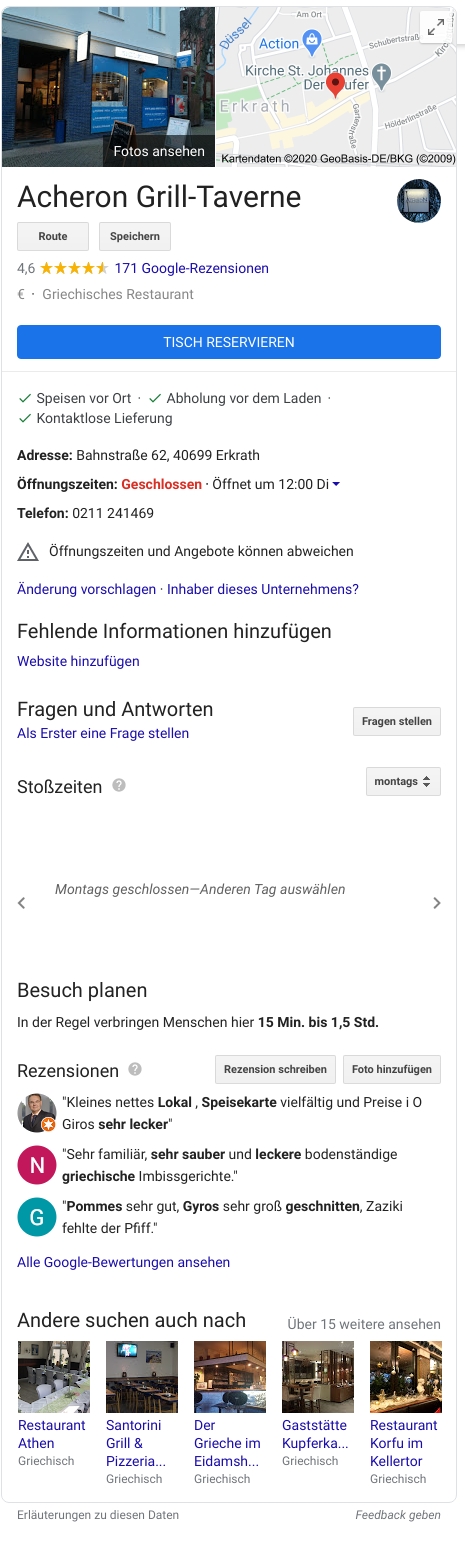 Fotos ansehen
Düssel
Am Ort
Action
Schubertstraß
Kirche St. Johannes
Der Täufer
Erkrath
Gartenstraße
Hölderlinstraße
Kartendaten ©2020 GeoBasis-DE/BKG (©2009)
Acheron Grill-Taverne
Route
Speichern
4,6 171 Google-Rezensionen
€ · Griechisches Restaurant
TISCH RESERVIEREN
Speisen vor Ort · Abholung vor dem Laden ·
Kontaktlose Lieferung
Adresse: Bahnstraße 62, 40699 Erkrath
Öffnungszeiten: Geschlossen · Öffnet um 12:00 Di
Telefon: 0211 241469
Öffnungszeiten und Angebote können abweichen
Änderung vorschlagen · Inhaber dieses Unternehmens?
Fehlende Informationen hinzufügen
Website hinzufügen
Fragen und Antworten
Als Erster eine Frage stellen
Fragen stellen
Stoßzeiten ?
montags
Montags geschlossen—Anderen Tag auswählen
Besuch planen
In der Regel verbringen Menschen hier 15 Min. bis 1,5 Std.
Rezensionen ?
Rezension schreiben
Foto hinzufügen
"Kleines nettes Lokal , Speisekarte vielfältig und Preise i O
Giros sehr lecker"
N
"Sehr familiär, sehr sauber und leckere bodenständige
griechische Imbissgerichte."
G
"Pommes sehr gut, Gyros sehr groß geschnitten, Zaziki
fehlte der Pfiff."
Alle Google-Bewertungen ansehen
Andere suchen auch nach
Über 15 weitere ansehen
Restaurant
Athen
Griechisch
Santorini
Grill &
Pizzeria...
Griechisch
Der
Grieche im
Eidamsh...
Griechisch
Gaststätte
Kupferka...
Griechisch
Restaurant
Korfu im
Kellertor
Griechisch
Erläuterungen zu diesen Daten
Feedback geben